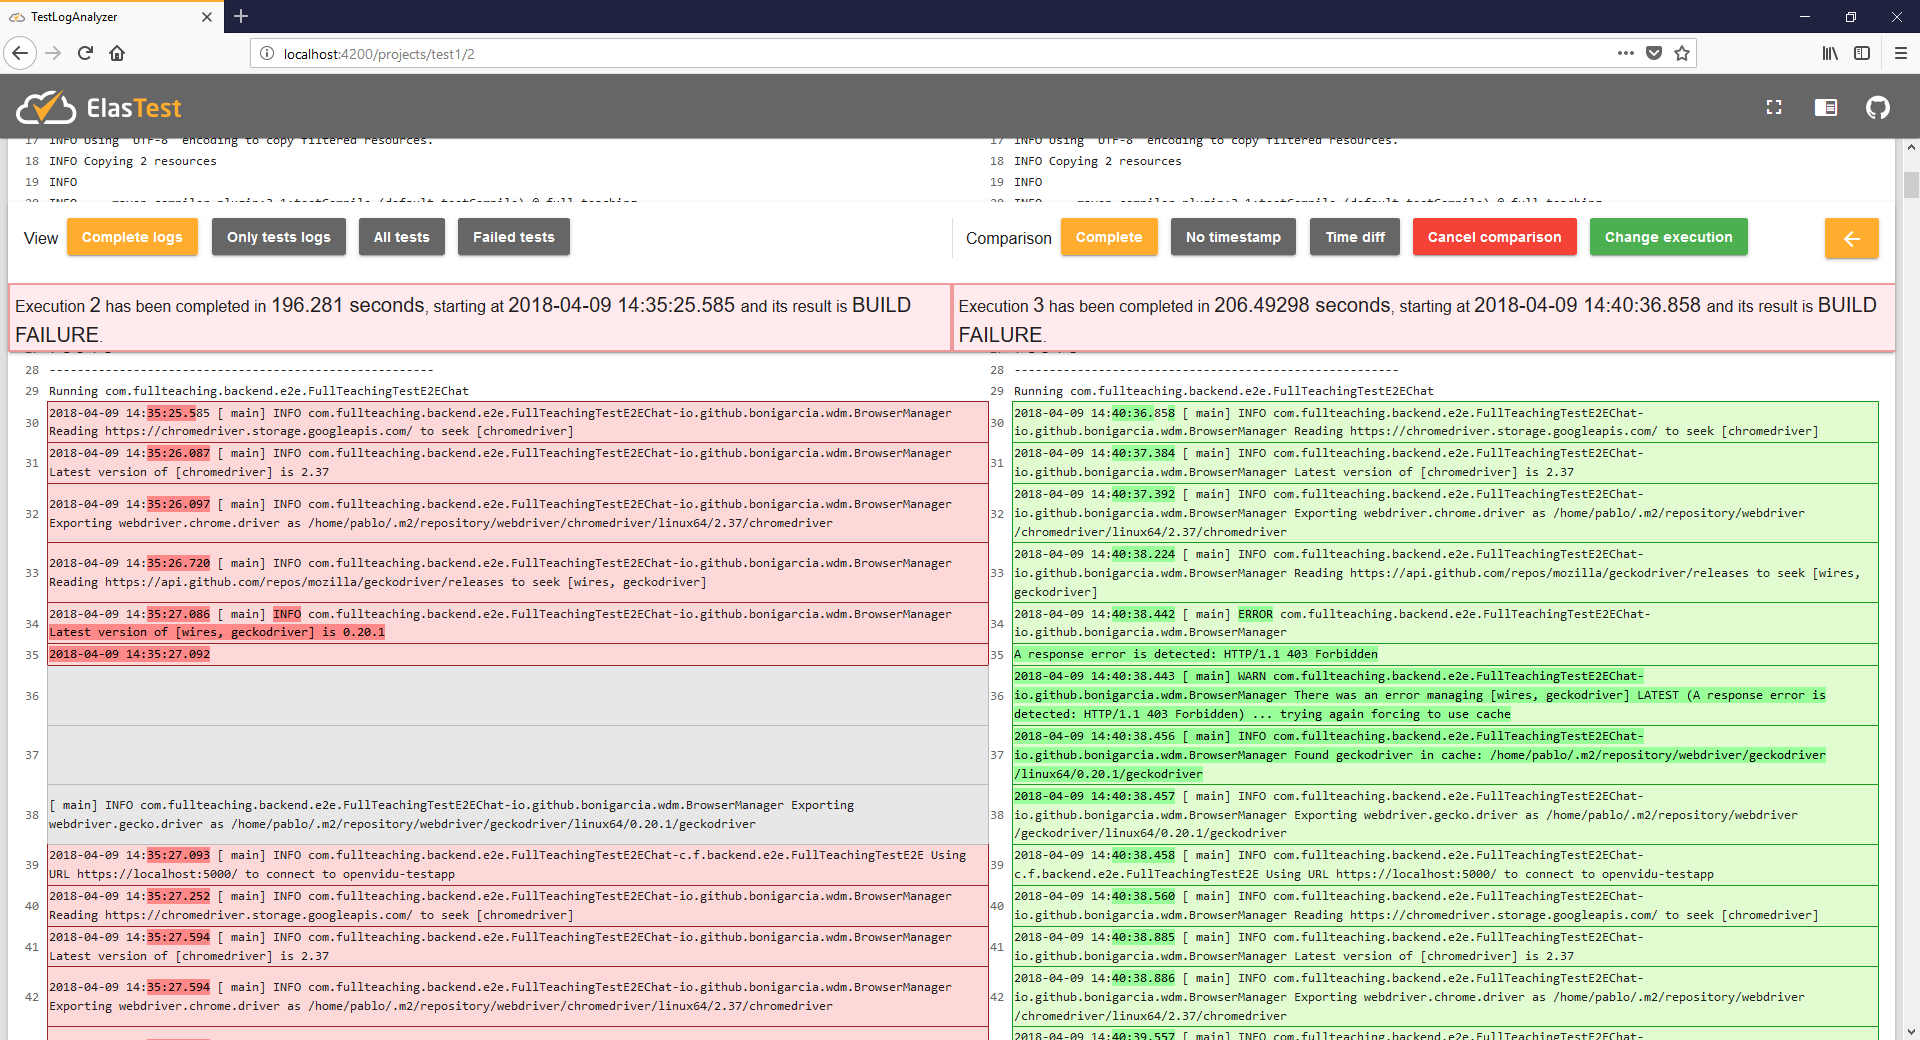 TestLogAnalyzer
localhost:4200/projects/test1/2
ElasTest
17 INFO Using 'UTF-8' encoding to copy filtered resources.
18 INFO Copying 2 resources
19 INFO
17 INFO Using 'UTF-8' encoding to copy filtered resources.
18 INFO Copying 2 resources
19 INFO
View Complete logs Only tests logs All tests Failed tests
Comparison Complete No timestamp Time diff Cancel comparison Change execution
Execution 2 has been completed in 196.281 seconds, starting at 2018-04-09 14:35:25.585 and its result is BUILD
FAILURE.
Execution 3 has been completed in 206.49298 seconds, starting at 2018-04-09 14:40:36.858 and its result is BUILD
FAILURE.
28 -------------------------------------------------------
29 Running com.fullteaching.backend.e2e.FullTeachingTestE2EChat
30 2018-04-09 14:35:25.585 [ main] INFO com.fullteaching.backend.e2e.FullTeachingTestE2EChat-io.github.bonigarcia.wdm.BrowserManager
Reading https://chromedriver.storage.googleapis.com/ to seek [chromedriver]
31 2018-04-09 14:35:26.087 [ main] INFO com.fullteaching.backend.e2e.FullTeachingTestE2EChat-io.github.bonigarcia.wdm.BrowserManager
Latest version of [chromedriver] is 2.37
32 2018-04-09 14:35:26.097 [ main] INFO com.fullteaching.backend.e2e.FullTeachingTestE2EChat-io.github.bonigarcia.wdm.BrowserManager
Exporting webdriver.chrome.driver as /home/pablo/.m2/repository/webdriver/chromedriver/linux64/2.37/chromedriver
33 2018-04-09 14:35:26.720 [ main] INFO com.fullteaching.backend.e2e.FullTeachingTestE2EChat-io.github.bonigarcia.wdm.BrowserManager
Reading https://api.github.com/repos/mozilla/geckodriver/releases to seek [wires, geckodriver]
34 2018-04-09 14:35:27.086 [ main] INFO com.fullteaching.backend.e2e.FullTeachingTestE2EChat-io.github.bonigarcia.wdm.BrowserManager
Latest version of [wires, geckodriver] is 0.20.1
35 2018-04-09 14:35:27.092
36
37
38 [ main] INFO com.fullteaching.backend.e2e.FullTeachingTestE2EChat-io.github.bonigarcia.wdm.BrowserManager Exporting
webdriver.gecko.driver as /home/pablo/.m2/repository/webdriver/geckodriver/linux64/0.20.1/geckodriver
39 2018-04-09 14:35:27.093 [ main] INFO com.fullteaching.backend.e2e.FullTeachingTestE2EChat-c.f.backend.e2e.FullTeachingTestE2E Using
URL https://localhost:5000/ to connect to openvidu-testapp
40 2018-04-09 14:35:27.252 [ main] INFO com.fullteaching.backend.e2e.FullTeachingTestE2EChat-io.github.bonigarcia.wdm.BrowserManager
Reading https://chromedriver.storage.googleapis.com/ to seek [chromedriver]
41 2018-04-09 14:35:27.594 [ main] INFO com.fullteaching.backend.e2e.FullTeachingTestE2EChat-io.github.bonigarcia.wdm.BrowserManager
Latest version of [chromedriver] is 2.37
42 2018-04-09 14:35:27.594 [ main] INFO com.fullteaching.backend.e2e.FullTeachingTestE2EChat-io.github.bonigarcia.wdm.BrowserManager
Exporting webdriver.chrome.driver as /home/pablo/.m2/repository/webdriver/chromedriver/linux64/2.37/chromedriver
28 -------------------------------------------------------
29 Running com.fullteaching.backend.e2e.FullTeachingTestE2EChat
30 2018-04-09 14:40:36.858 [ main] INFO com.fullteaching.backend.e2e.FullTeachingTestE2EChat-
io.github.bonigarcia.wdm.BrowserManager Reading https://chromedriver.storage.googleapis.com/ to seek [chromedriver]
31 2018-04-09 14:40:37.384 [ main] INFO com.fullteaching.backend.e2e.FullTeachingTestE2EChat-
io.github.bonigarcia.wdm.BrowserManager Latest version of [chromedriver] is 2.37
32 2018-04-09 14:40:37.392 [ main] INFO com.fullteaching.backend.e2e.FullTeachingTestE2EChat-
io.github.bonigarcia.wdm.BrowserManager Exporting webdriver.chrome.driver as /home/pablo/.m2/repository/webdriver
/chromedriver/linux64/2.37/chromedriver
33 2018-04-09 14:40:38.224 [ main] INFO com.fullteaching.backend.e2e.FullTeachingTestE2EChat-
io.github.bonigarcia.wdm.BrowserManager Reading https://api.github.com/repos/mozilla/geckodriver/releases to seek [wires,
geckodriver]
34 2018-04-09 14:40:38.442 [ main] ERROR com.fullteaching.backend.e2e.FullTeachingTestE2EChat-
io.github.bonigarcia.wdm.BrowserManager
35 A response error is detected: HTTP/1.1 403 Forbidden
36 2018-04-09 14:40:38.443 [ main] WARN com.fullteaching.backend.e2e.FullTeachingTestE2EChat-
io.github.bonigarcia.wdm.BrowserManager There was an error managing [wires, geckodriver] LATEST (A response error is
detected: HTTP/1.1 403 Forbidden) ... trying again forcing to use cache
37 2018-04-09 14:40:38.456 [ main] INFO com.fullteaching.backend.e2e.FullTeachingTestE2EChat-
io.github.bonigarcia.wdm.BrowserManager Found geckodriver in cache: /home/pablo/.m2/repository/webdriver/geckodriver
/linux64/0.20.1/geckodriver
38 2018-04-09 14:40:38.457 [ main] INFO com.fullteaching.backend.e2e.FullTeachingTestE2EChat-
io.github.bonigarcia.wdm.BrowserManager Exporting webdriver.gecko.driver as /home/pablo/.m2/repository/webdriver
/geckodriver/linux64/0.20.1/geckodriver
39 2018-04-09 14:40:38.458 [ main] INFO com.fullteaching.backend.e2e.FullTeachingTestE2EChat-
c.f.backend.e2e.FullTeachingTestE2E Using URL https://localhost:5000/ to connect to openvidu-testapp
40 2018-04-09 14:40:38.560 [ main] INFO com.fullteaching.backend.e2e.FullTeachingTestE2EChat-
io.github.bonigarcia.wdm.BrowserManager Reading https://chromedriver.storage.googleapis.com/ to seek [chromedriver]
41 2018-04-09 14:40:38.885 [ main] INFO com.fullteaching.backend.e2e.FullTeachingTestE2EChat-
io.github.bonigarcia.wdm.BrowserManager Latest version of [chromedriver] is 2.37
42 2018-04-09 14:40:38.886 [ main] INFO com.fullteaching.backend.e2e.FullTeachingTestE2EChat-
io.github.bonigarcia.wdm.BrowserManager Exporting webdriver.chrome.driver as /home/pablo/.m2/repository/webdriver
/chromedriver/linux64/2.37/chromedriver
2018-04-09 14:40:39.557 [ main] INFO com.fullteaching.backend.e2e.FullTeachingTestE2EChat-